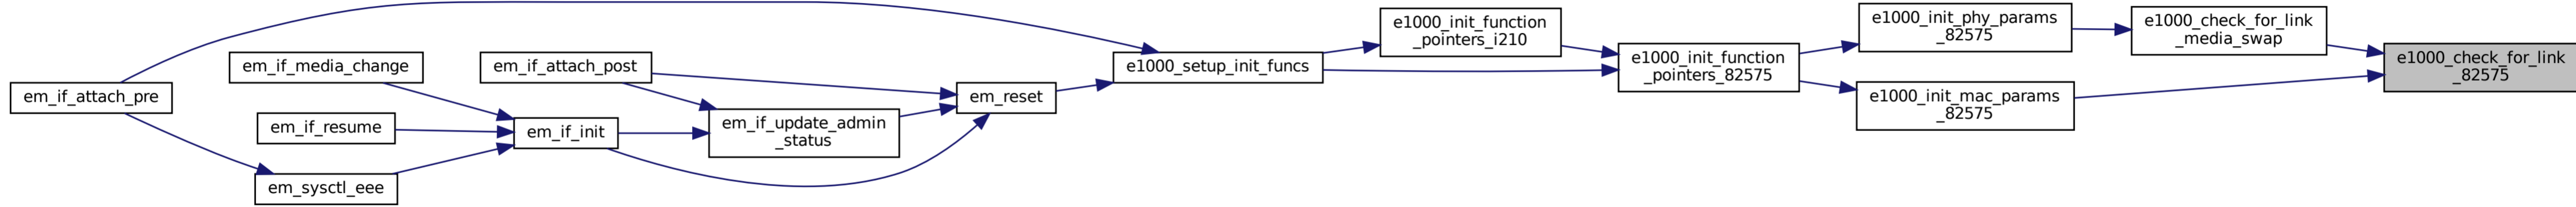 em_if_attach_pre
em_if_media_change
em_if_resume
em_sysctl_eee
em_if_attach_post
em_if_init
em_if_update_admin
_status
em_reset
e1000_setup_init_funcs
e1000_init_function
_pointers_i210
e1000_init_function
_pointers_82575
e1000_init_phy_params
_82575
e1000_init_mac_params
_82575
e1000_check_for_link
_media_swap
e1000_check_for_link
_82575